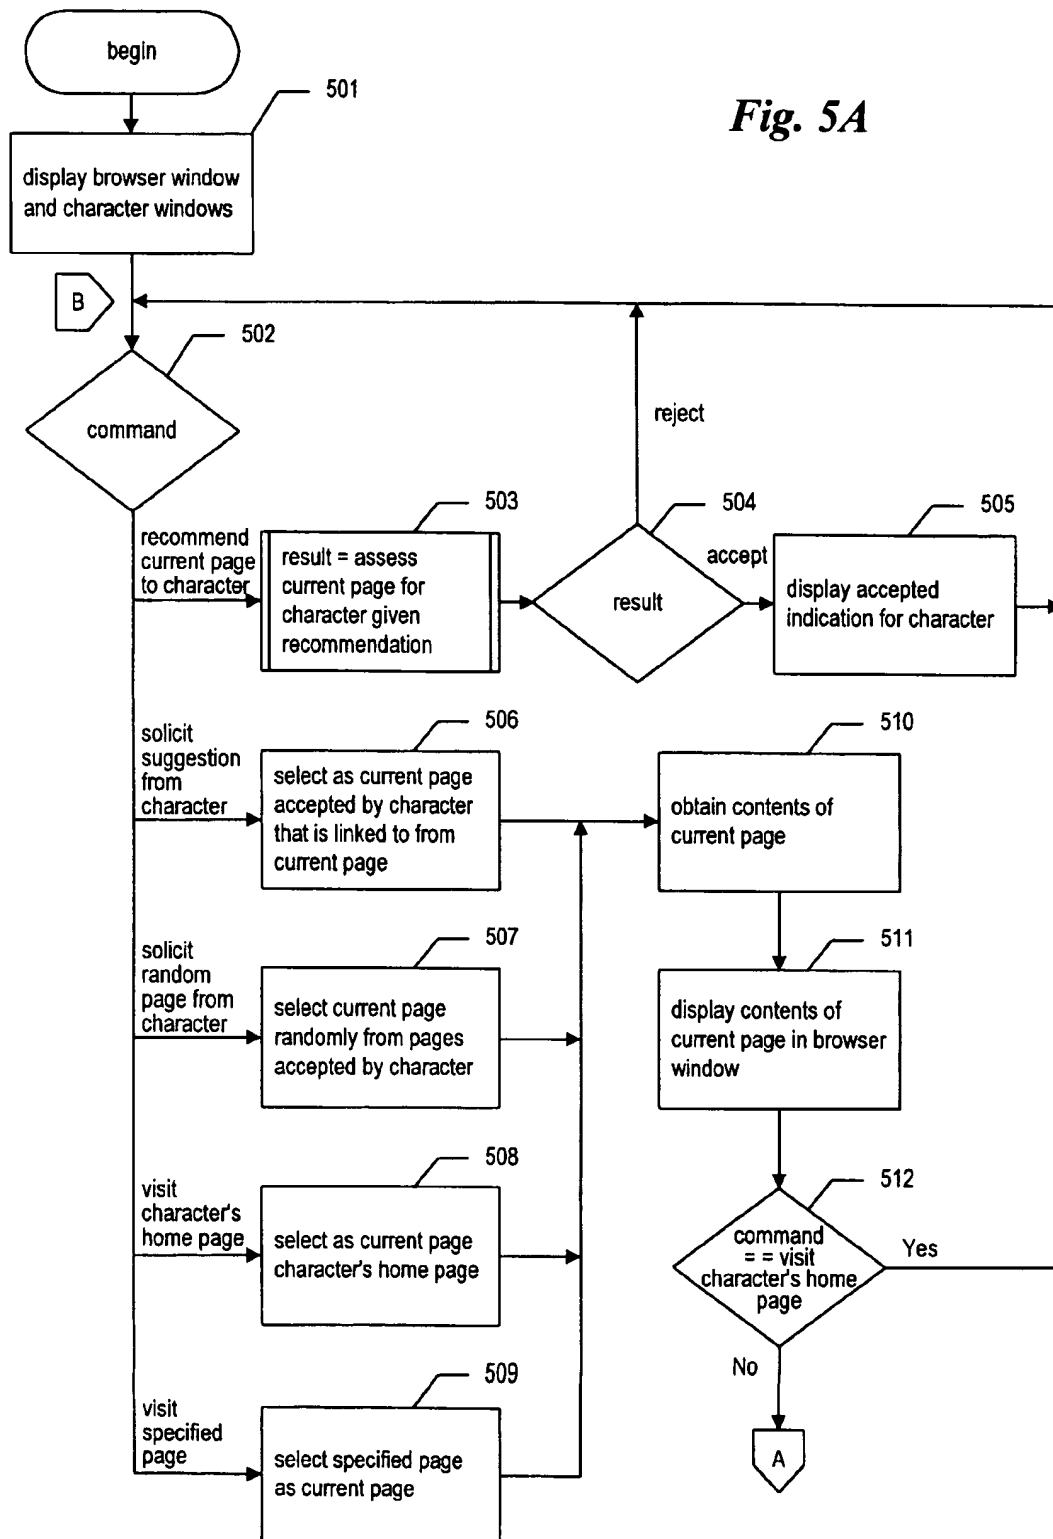 begin
501
Fig. 5A
display browser window
and character windows
B
502
command
reject
recommend
current page
to character
503
result = assess
current page for
character given
recommendation
504
result
accept
505
display accepted
indication for character
solicit
suggestion
from
character
506
select as current page
accepted by character
that is linked to from
current page
510
obtain contents of
current page
solicit
random
page from
character
507
select current page
randomly from pages
accepted by character
511
display contents of
current page in browser
window
visit
character's
home page
508
select as current page
character's home page
512
command
= = visit
character's home
page
Yes
No
visit
specified
page
509
select specified page
as current page
A